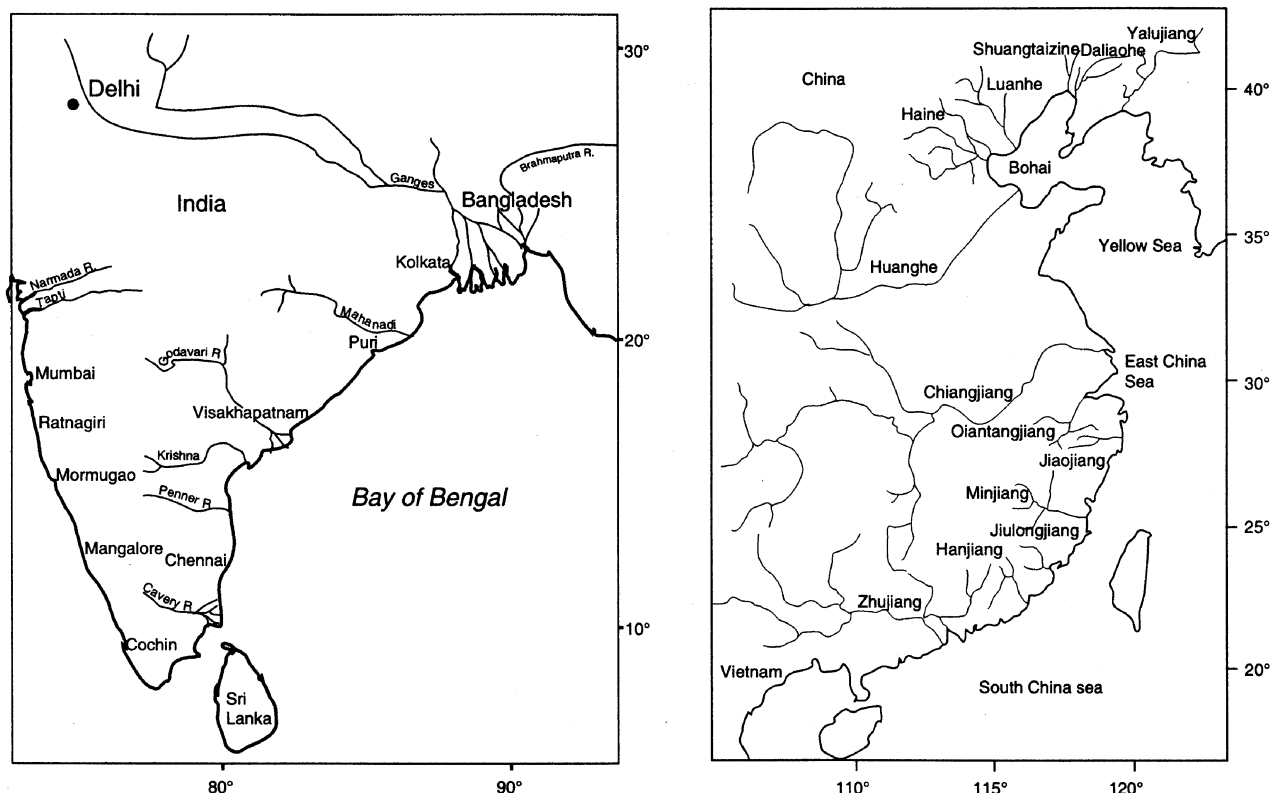 30°
Delhi
Ganges
Brahmaputra R.
Bangladesh
India
Kolkata
Narmada R.
Tapti
Mahanadi
Puri
20°
Godavari R
Mumbai
Visakhapatnam
Ratnagiri
Krishna
Mormugao
Penner R
Bay of Bengal
Mangalore
Chennai
Cavery R
10°
Cochin
Sri
Lanka
80°
90°
Yalujiang
Shuangtaizine
Daliaohe
China
Luanhe
40°
Haine
Bohai
35°
Yellow Sea
Huanghe
East China
Sea
30°
Chiangjiang
Oiantangjiang
Jiaojiang
Minjiang
25°
Jiulongjiang
Hanjiang
Zhujiang
Vietnam
20°
South China sea
110°
115°
120°